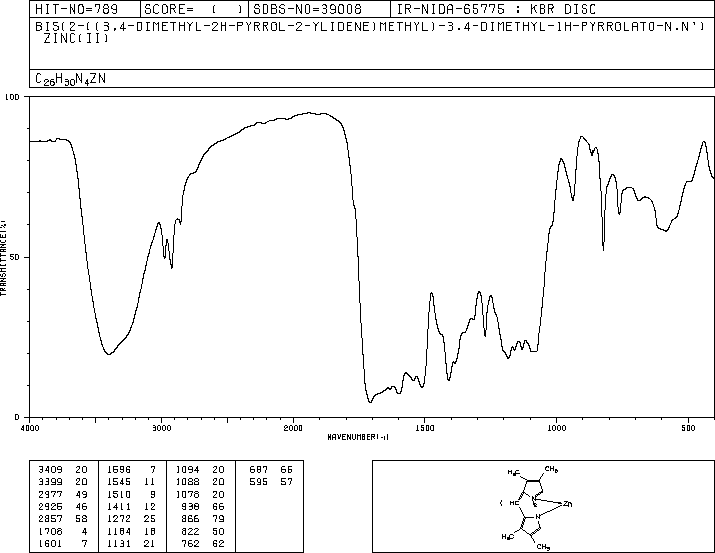 HIT-NO=789 SCORE= ( ) SDBS-NO=39008 IR-NIDA-65775 : KBR DISC
BIS(2-((3,4-DIMETHYL-2H-PYRROL-2-YLIDENE)METHYL)-3.4-DIMETHYL-1H-PYRROLATO-N.N')
ZINC(II)
C26H30N4ZN
100
50
0
TRANSMITTANCE(%)
4000 3000 2000 1500 1000 500
WAVENUMBER(-1)
3409 20 1596 7 1094 20 687 66
3399 20 1545 11 1088 20 595 57
2977 49 1510 9 1078 20
2925 46 1411 12 938 66
2857 58 1272 25 866 79
1708 4 1184 18 822 50
1601 7 1131 21 762 62
H3C CH3
( HC N Zn
N 2
H3C CH3